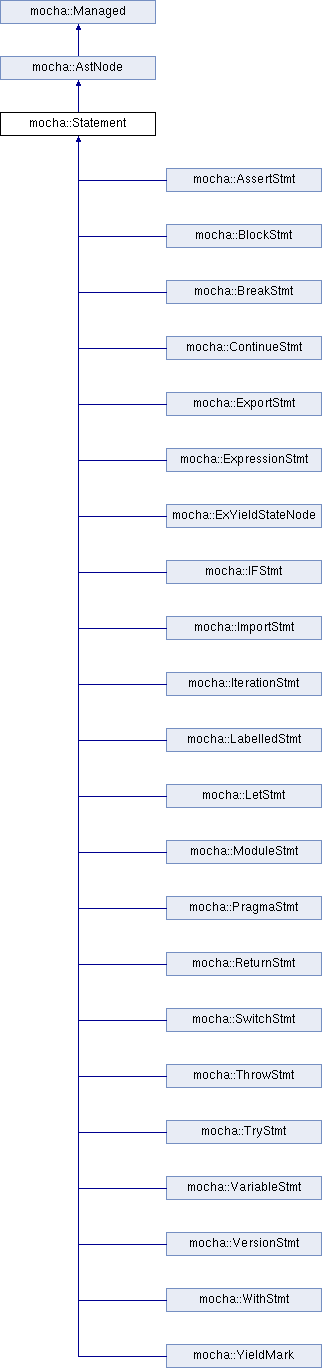 mocha::Managed
mocha::AstNode
mocha::Statement
mocha::AssertStmt
mocha::BlockStmt
mocha::BreakStmt
mocha::ContinueStmt
mocha::ExportStmt
mocha::ExpressionStmt
mocha::ExYieldStateNode
mocha::IFStmt
mocha::ImportStmt
mocha::IterationStmt
mocha::LabelledStmt
mocha::LetStmt
mocha::ModuleStmt
mocha::PragmaStmt
mocha::ReturnStmt
mocha::SwitchStmt
mocha::ThrowStmt
mocha::TryStmt
mocha::VariableStmt
mocha::VersionStmt
mocha::WithStmt
mocha::YieldMark